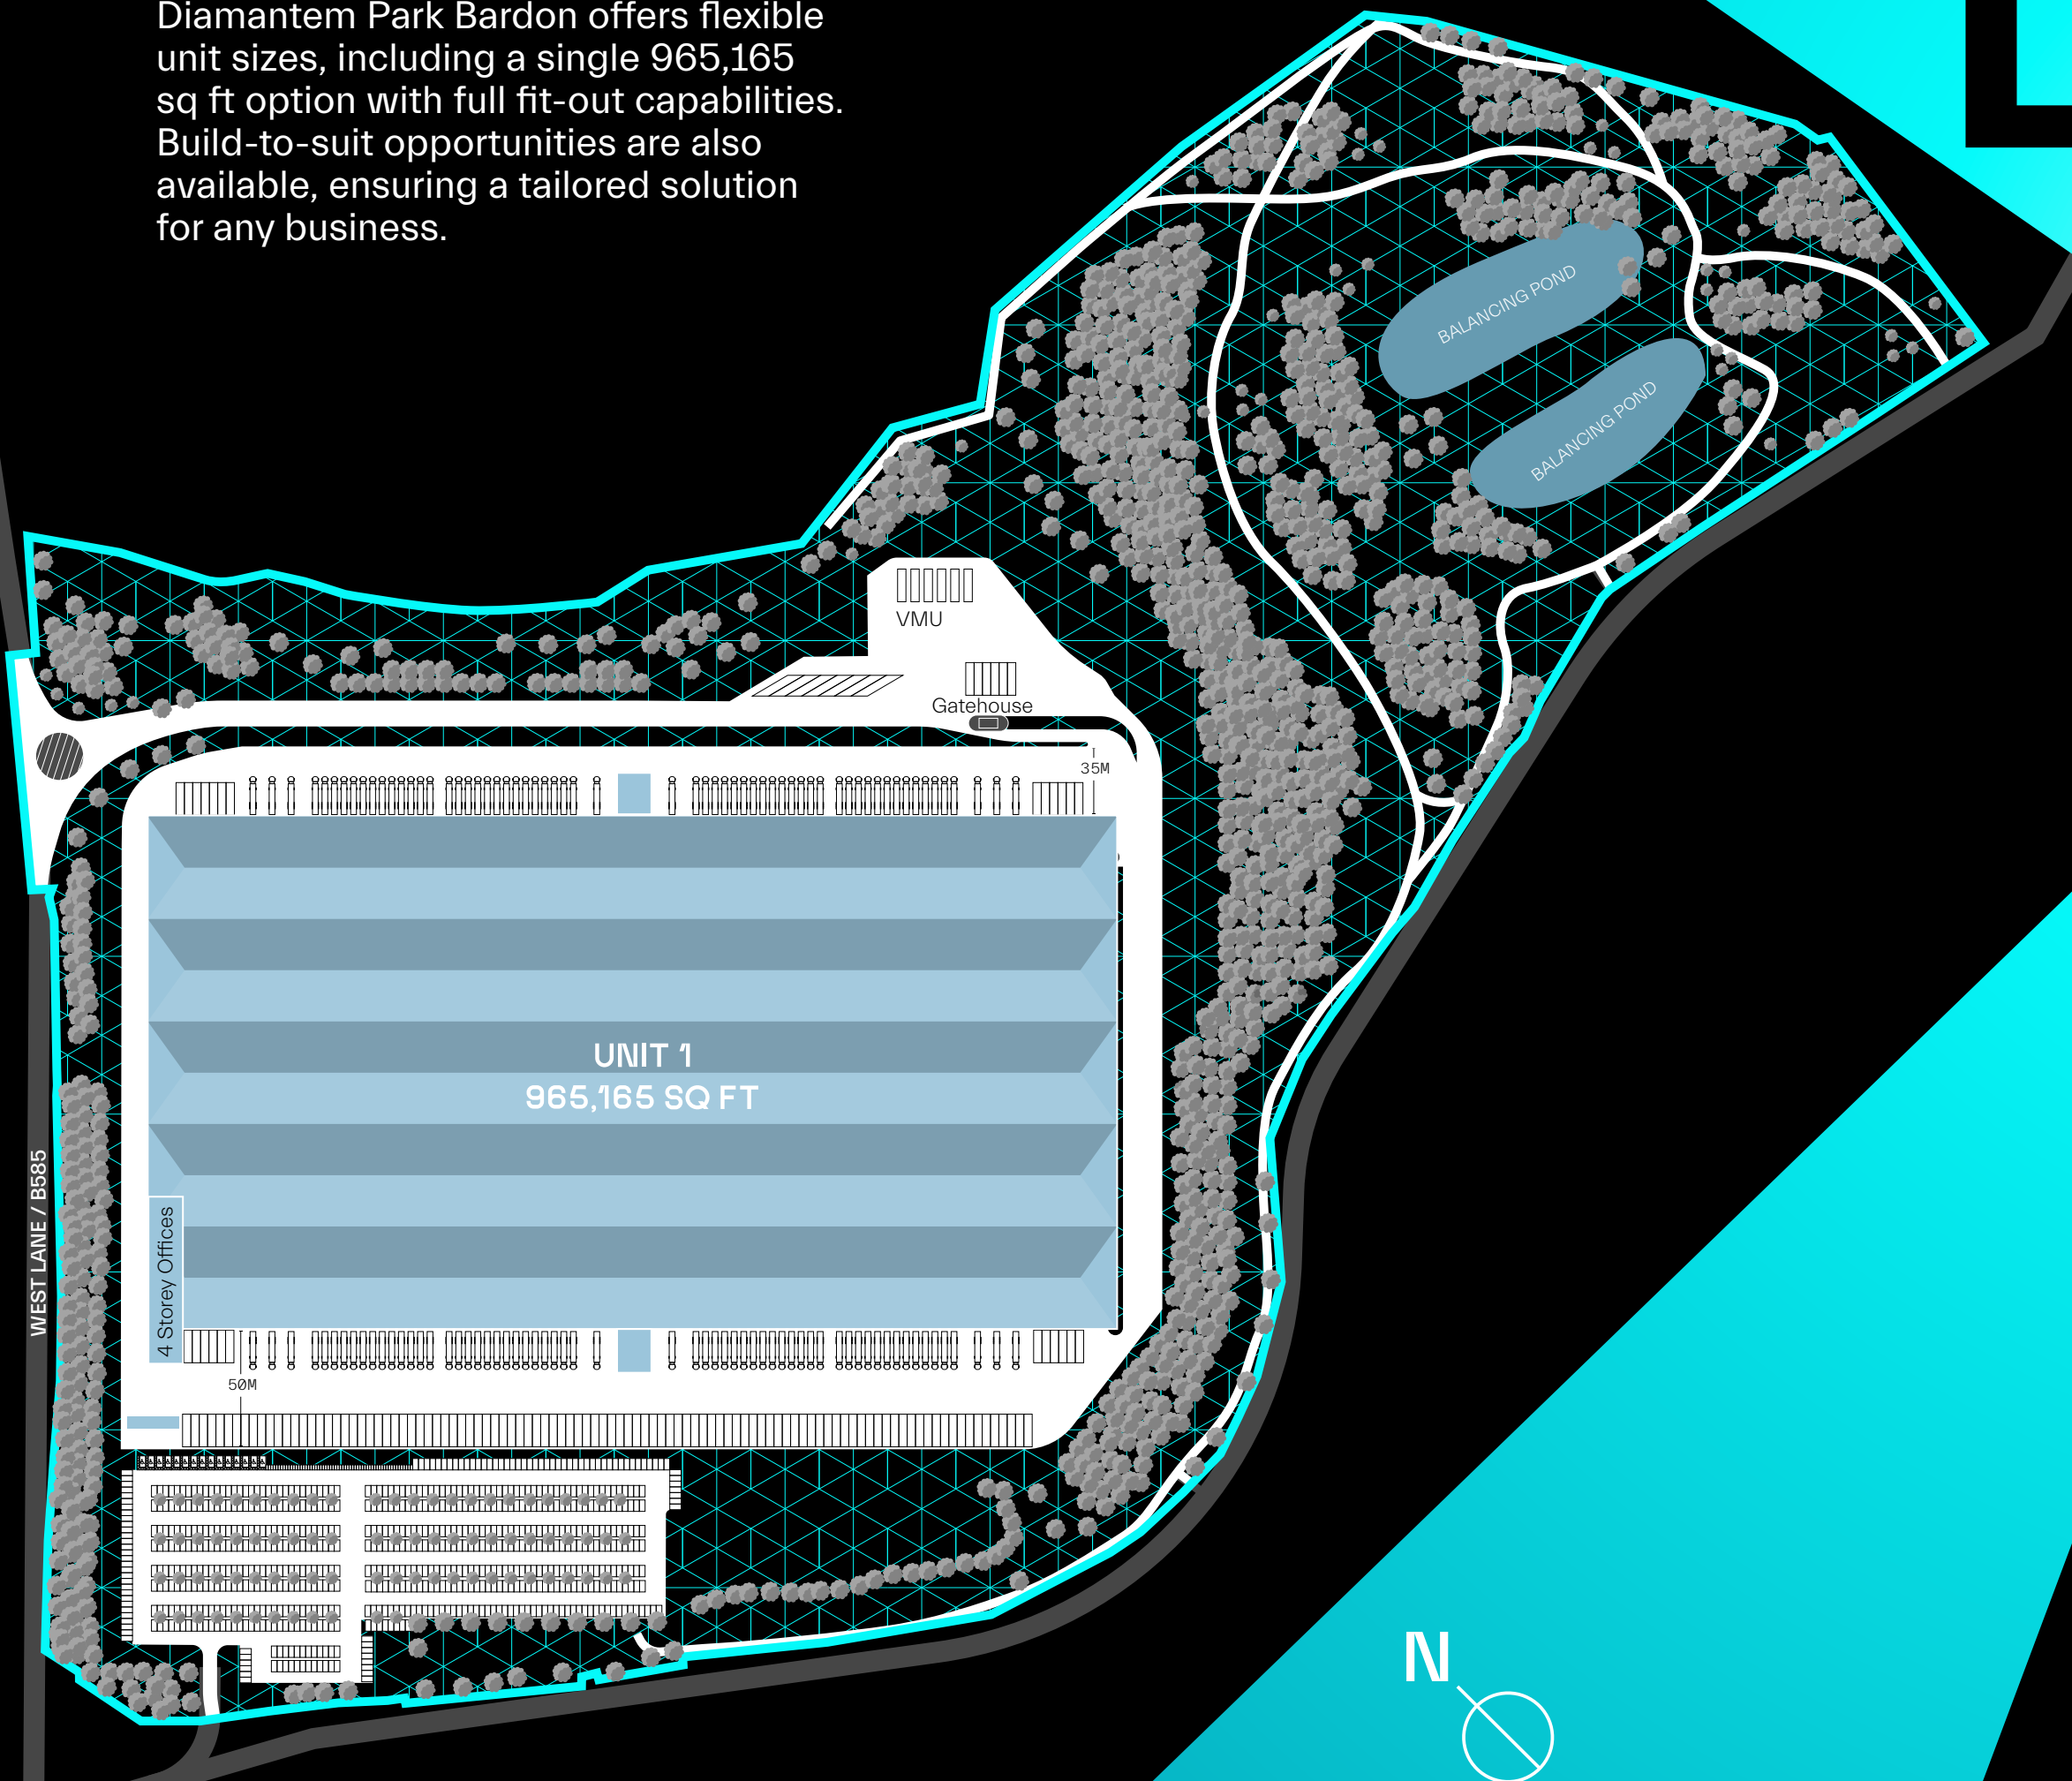 Diamantem Park Bardon offers flexible
unit sizes, including a single 965,165
sq ft option with full fit-out capabilities.
Build-to-suit opportunities are also
available, ensuring a tailored solution
for any business.
BALANCING POND
BALANCING POND
VMU
Gatehouse
35M
UNIT 1
965,165 SQ FT
WEST LANE / B585
4 Storey Offices
50M
N